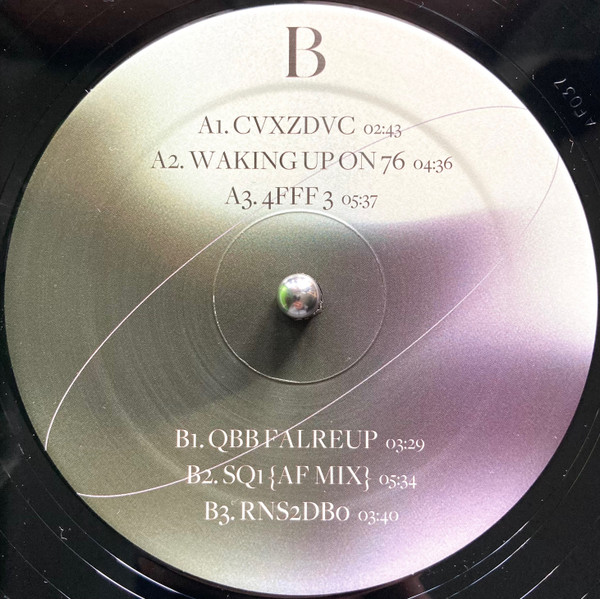 B
A1. CVXZDVC 02:43
A2. WAKING UP ON 76 04:36
A3. 4FFF 3 05:37
B1. QBB FALREUP 03:29
B2. SQ1 {AF MIX} 05:34
B3. RNS2DB0 03:40
AF037